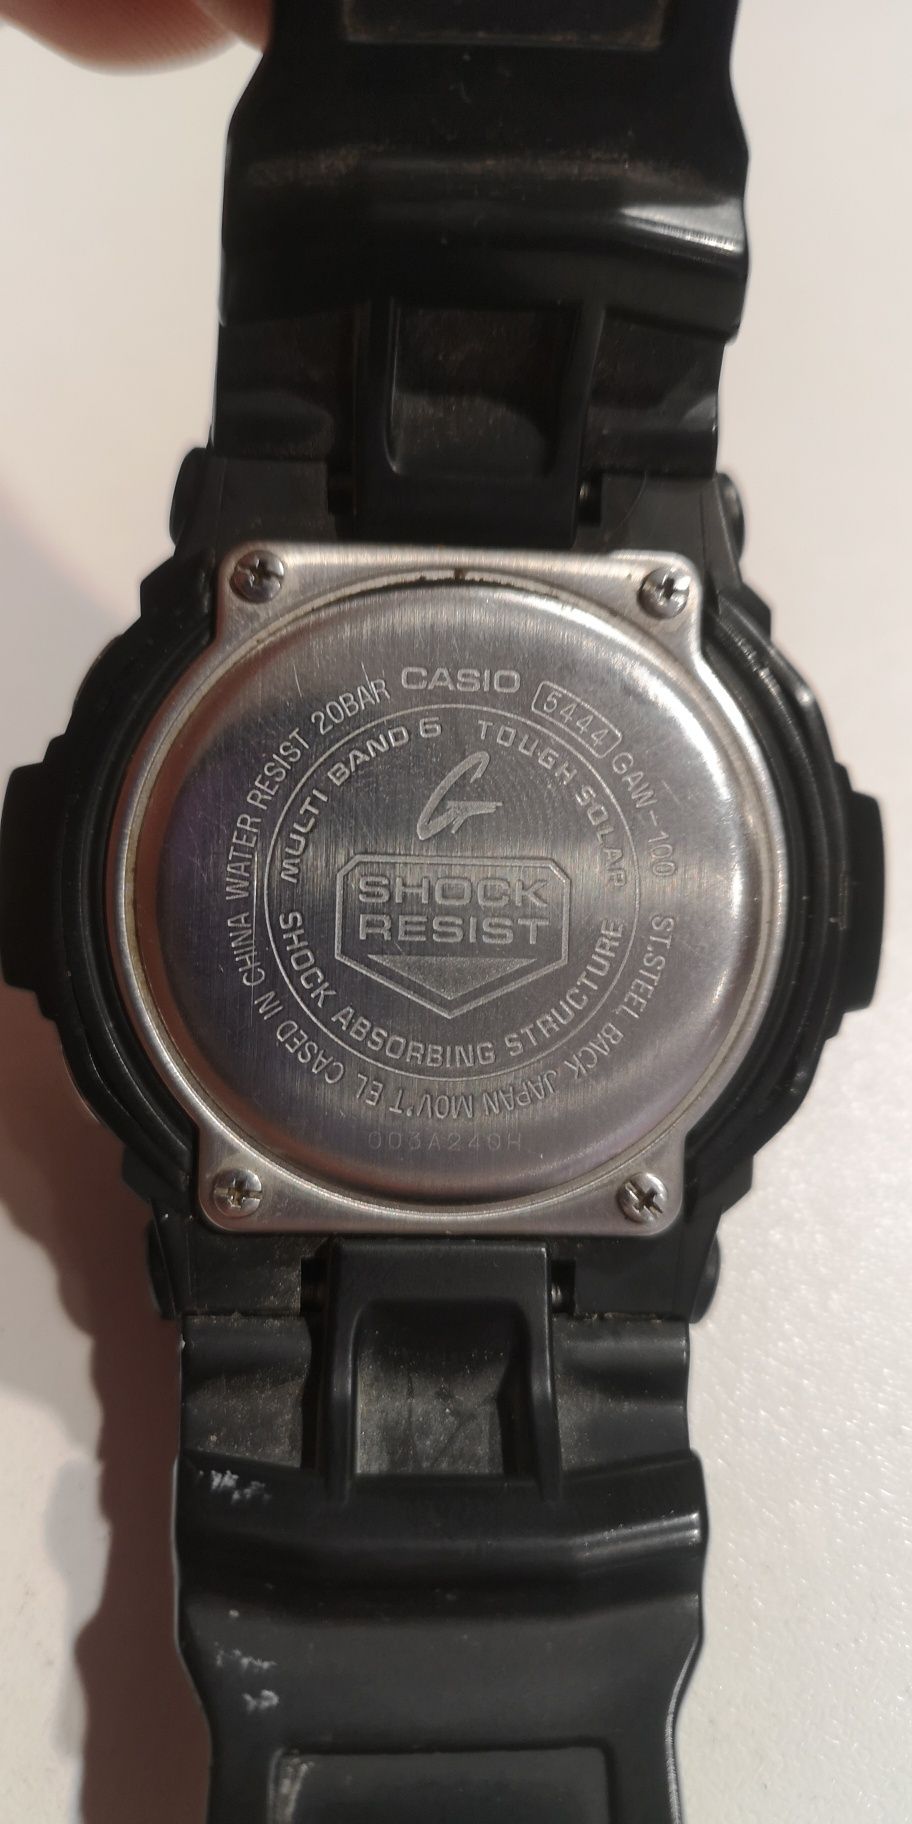 CASIO
5444 GAW-100 ST.STEEL BACK JAPAN MOV'T EL CASED IN CHINA WATER RESIST 20BAR
MULTI BAND 6 TOUGH SOLAR
G
SHOCK
RESIST
SHOCK ABSORBING STRUCTURE
003A240H